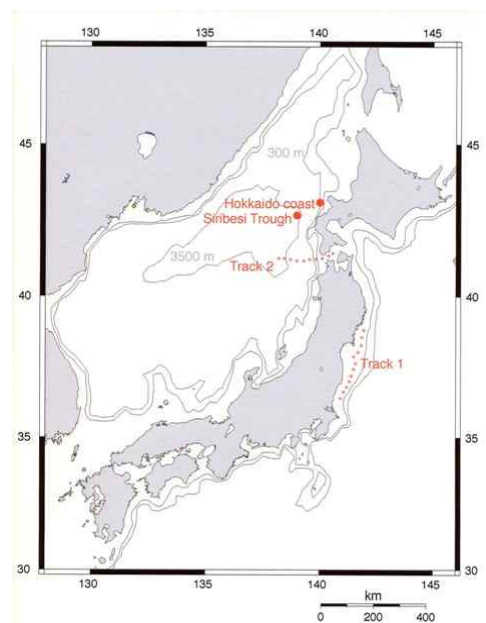 130 135 140 145
45 45
300 m
Hokkaido coast
Siribesi Trough
3500 m
Track 2
40 40
Track 1
35 35
30 30
130 135 140 145
km
0 200 400